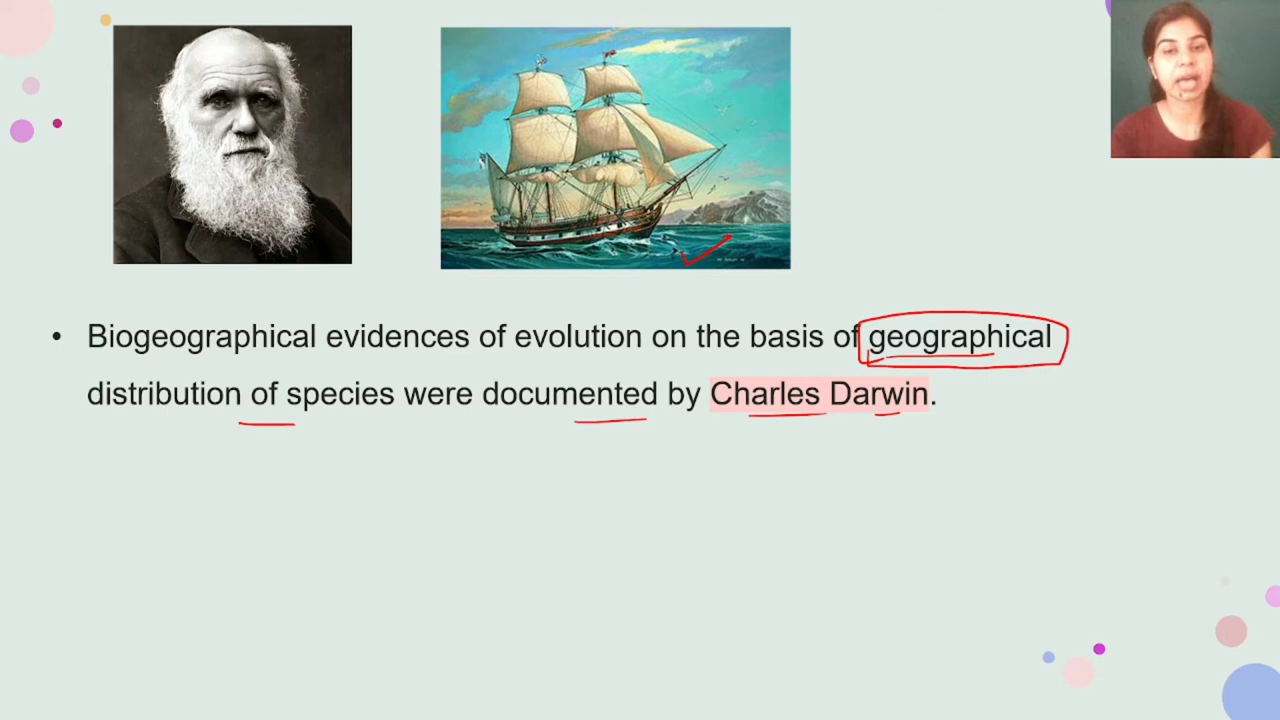 • Biogeographical evidences of evolution on the basis of geographical
distribution of species were documented by Charles Darwin.